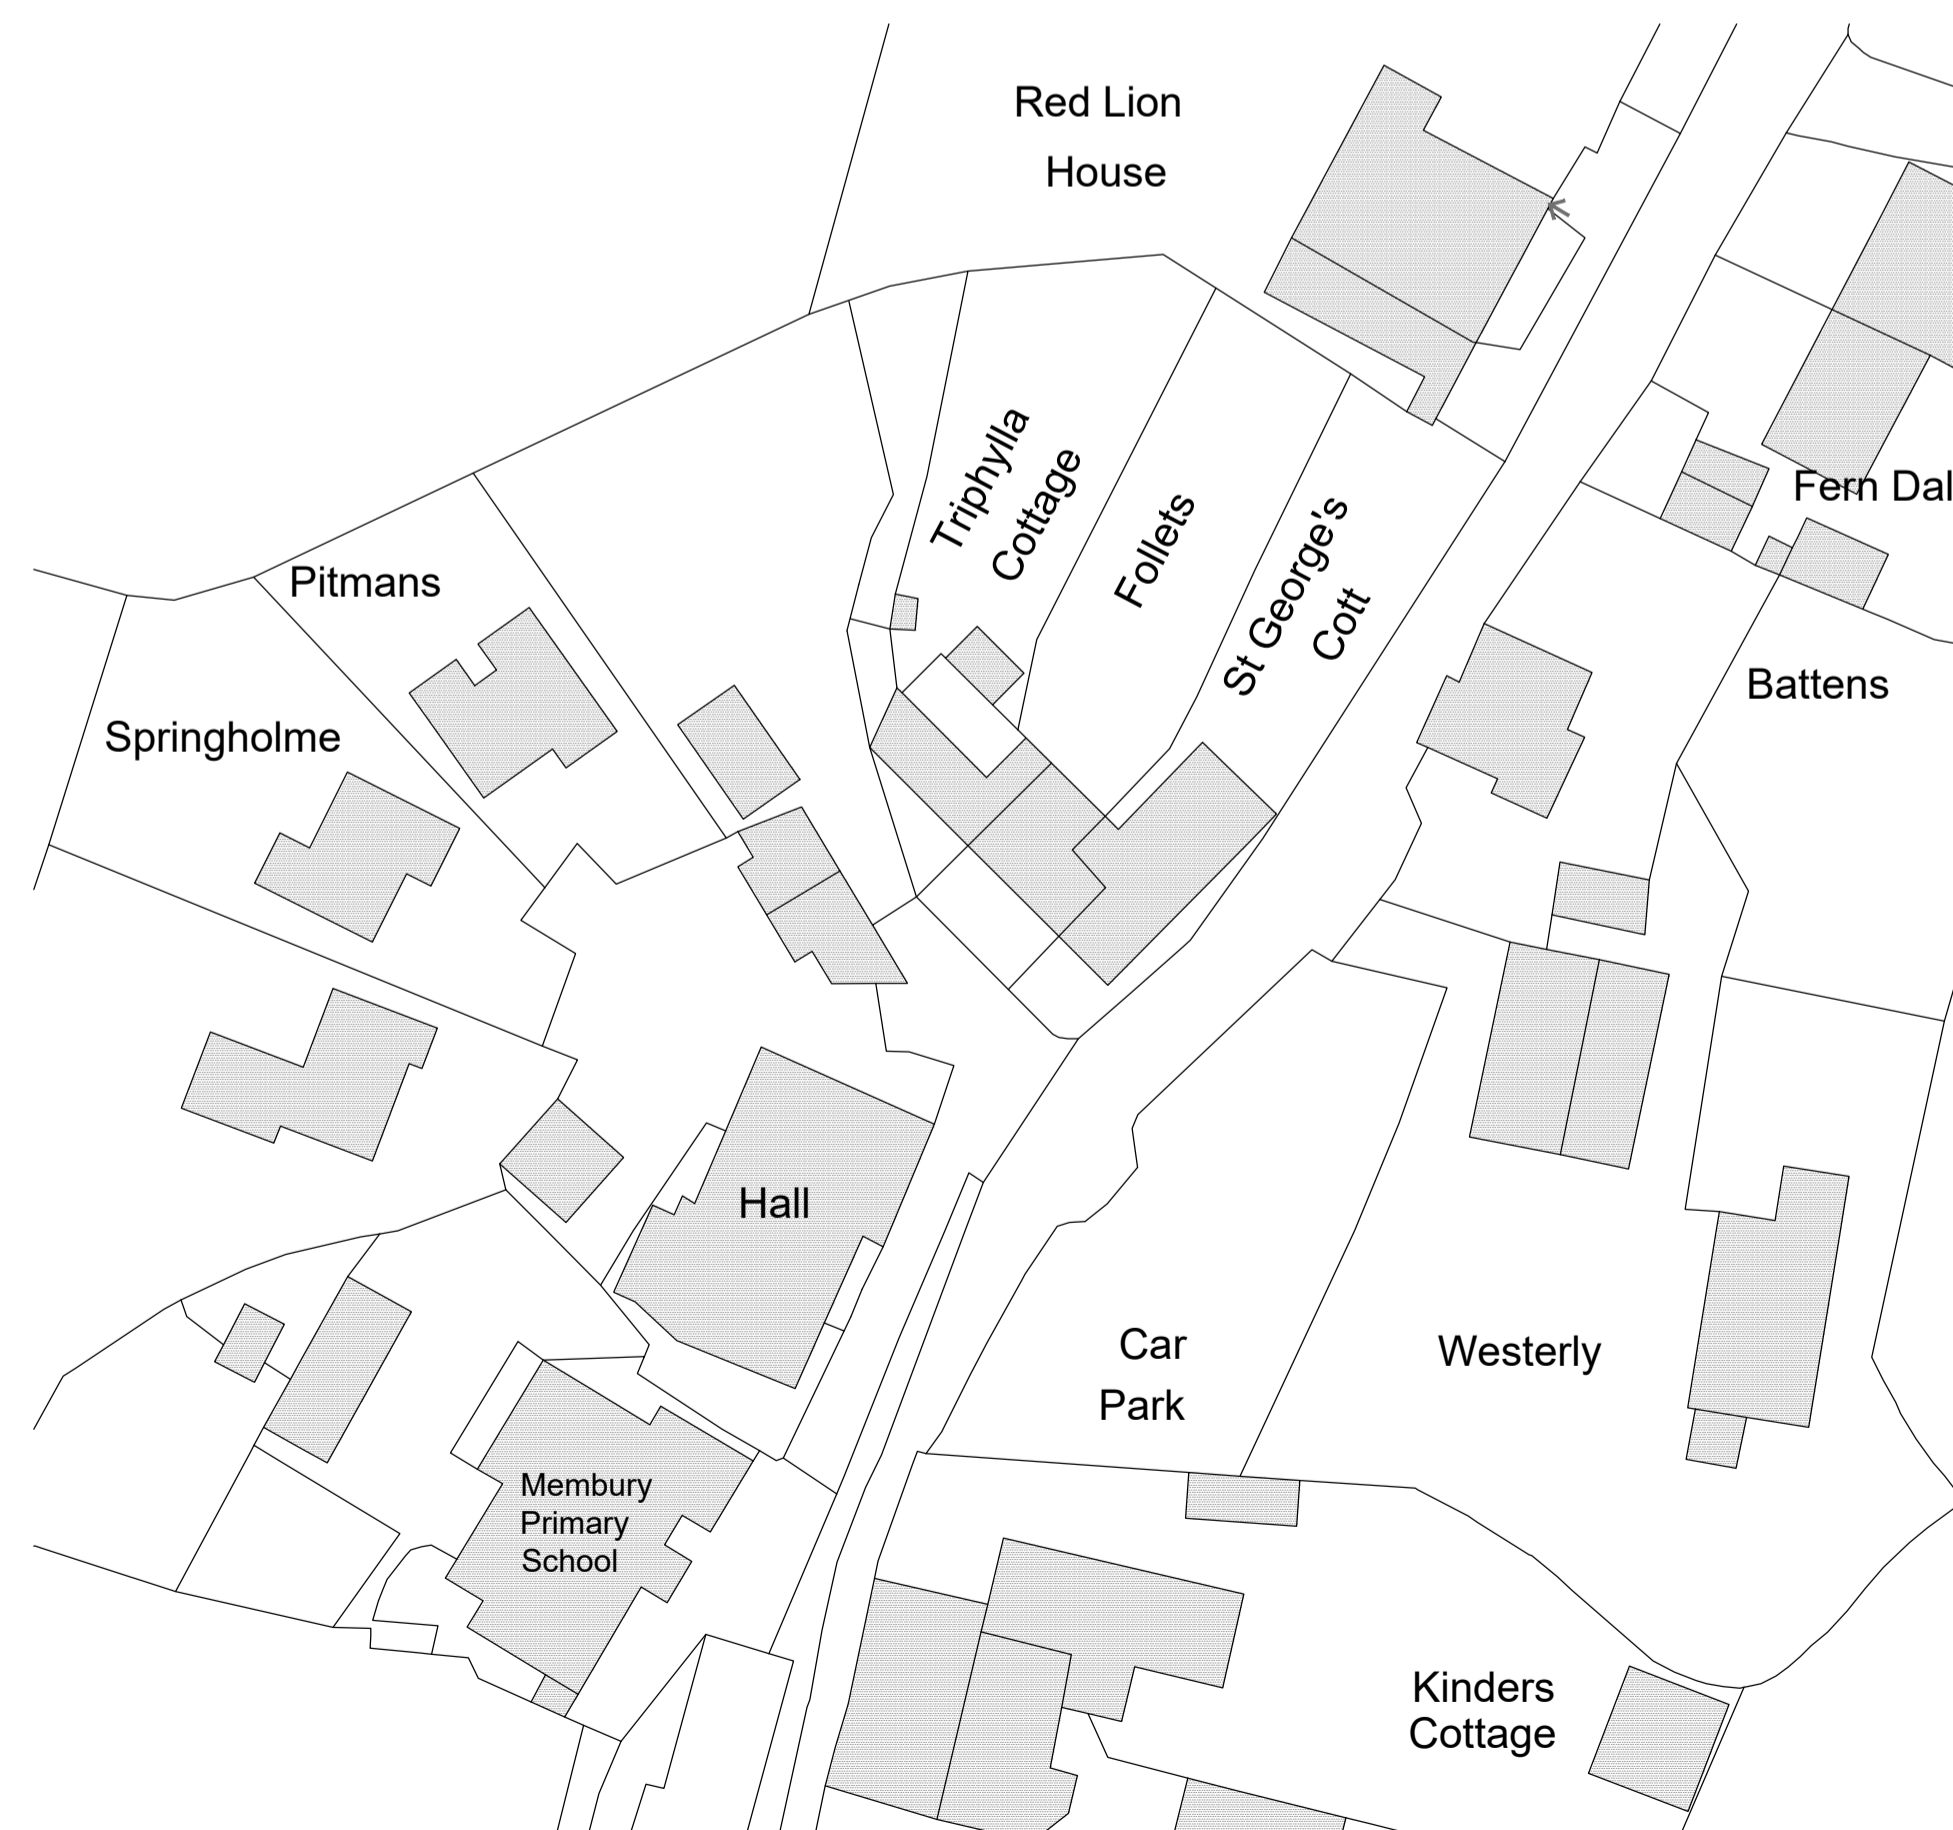 Red Lion
House
Triphylla
Cottage
Follets
St George's
Cott
Fern Dal
Pitmans
Battens
Springholme
Hall
Car
Park
Westerly
Membury
Primary
School
Kinders
Cottage